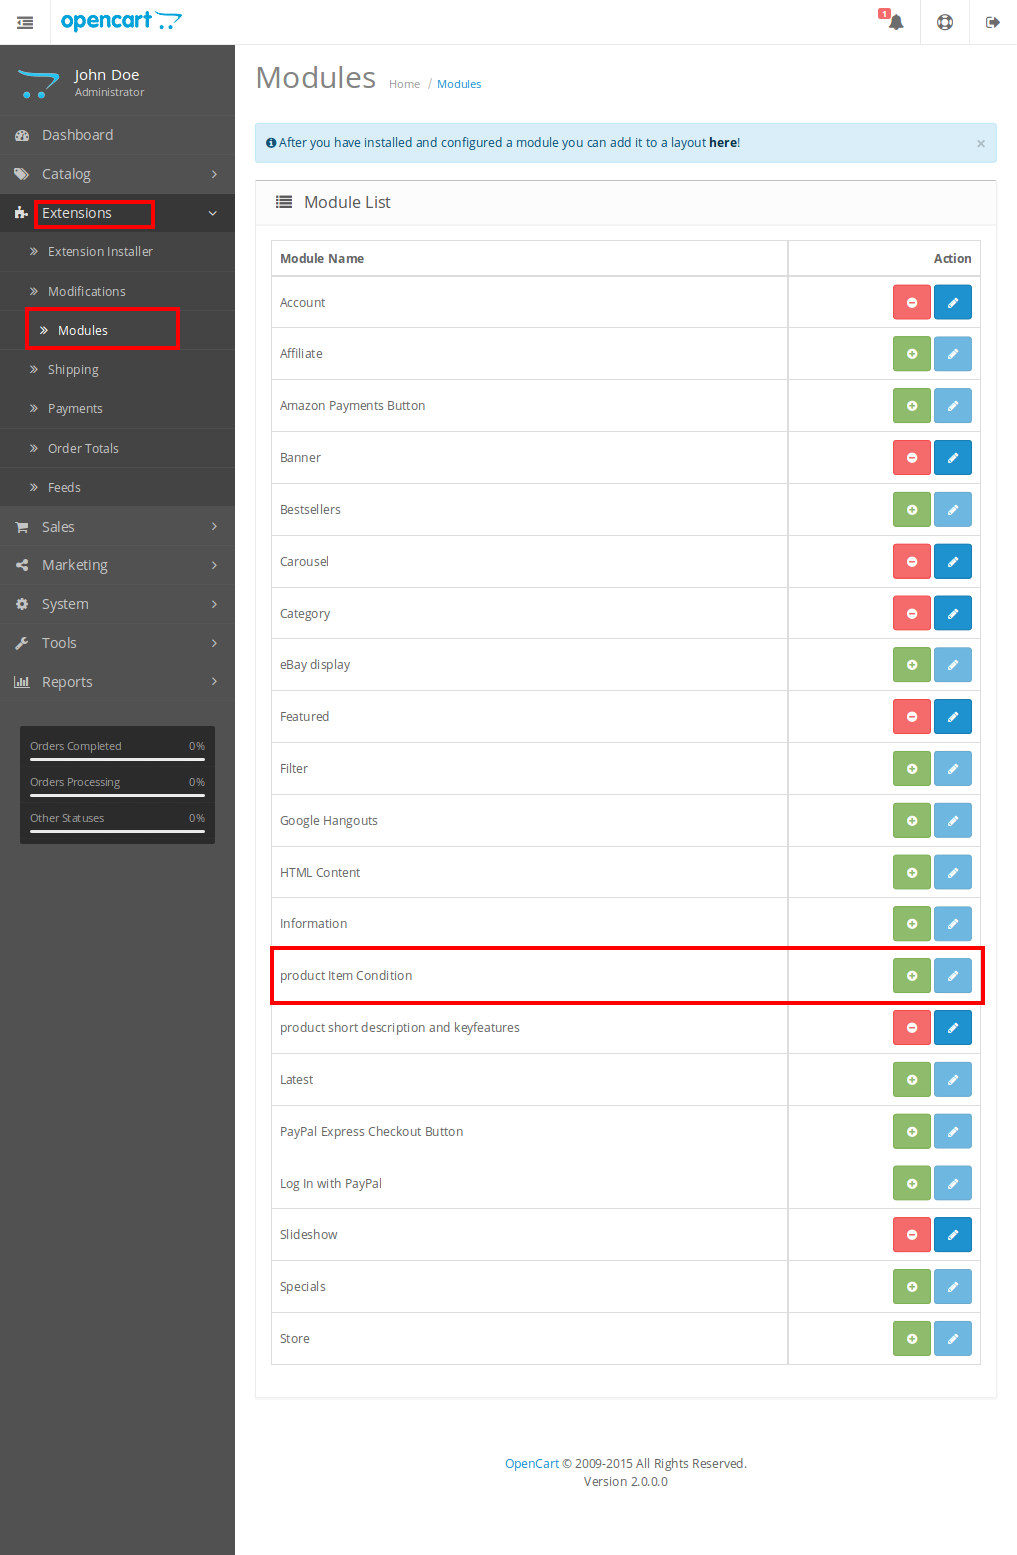 opencart
1
John Doe
Administrator
Dashboard
Catalog
Extensions
Extension Installer
Modifications
Modules
Shipping
Payments
Order Totals
Feeds
Sales
Marketing
System
Tools
Reports
Orders Completed 0%
Orders Processing 0%
Other Statuses 0%
Modules Home / Modules
After you have installed and configured a module you can add it to a layout here! ×
Module List
Module Name Action
Account
Affiliate
Amazon Payments Button
Banner
Bestsellers
Carousel
Category
eBay display
Featured
Filter
Google Hangouts
HTML Content
Information
product Item Condition
product short description and keyfeatures
Latest
PayPal Express Checkout Button
Log In with PayPal
Slideshow
Specials
Store
OpenCart © 2009-2015 All Rights Reserved.
Version 2.0.0.0